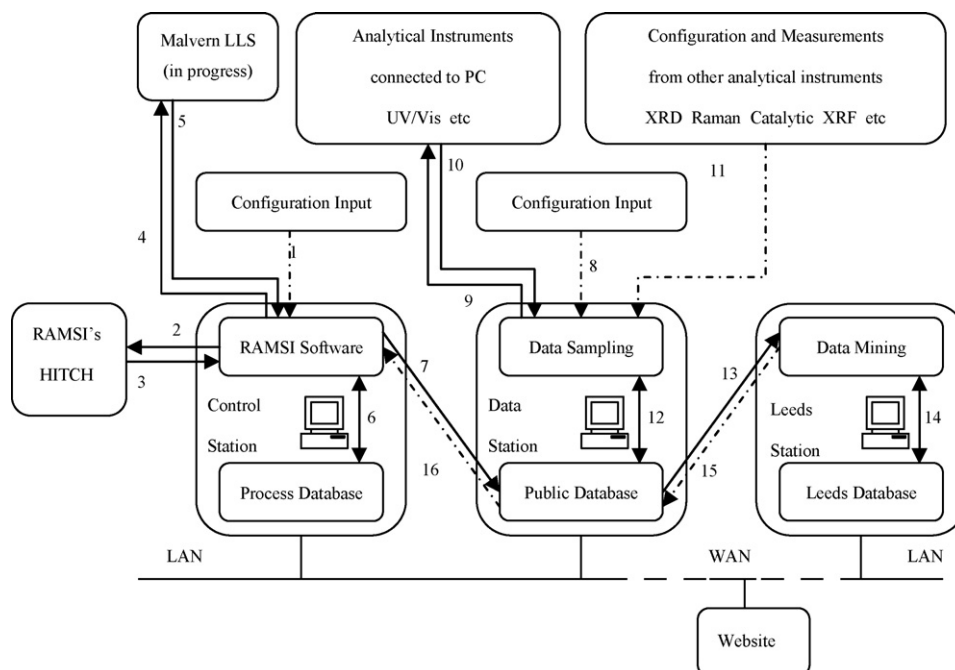 Malvern LLS
(in progress)
Analytical Instruments
connected to PC
UV/Vis etc
Configuration and Measurements
from other analytical instruments
XRD Raman Catalytic XRF etc
5
10
11
Configuration Input
Configuration Input
4
1
8
9
RAMSI's
HITCH
2
3
RAMSI Software
7
Data Sampling
13
Data Mining
Control
Station
6
Data
Station
12
Leeds
Station
14
16
15
Process Database
Public Database
Leeds Database
LAN
WAN
LAN
Website